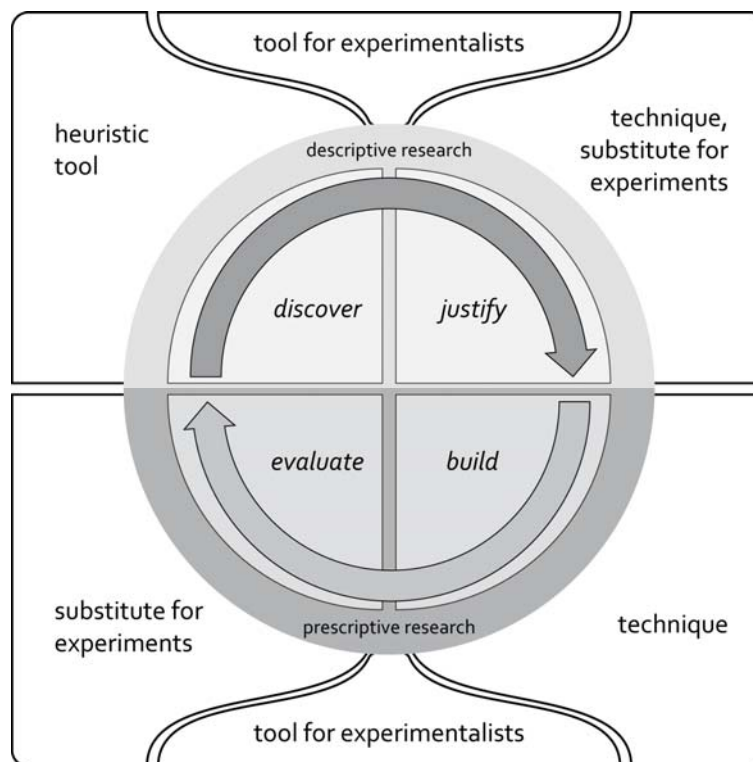 tool for experimentalists
heuristic
tool
technique,
substitute for
experiments
descriptive research
discover
justify
evaluate
build
substitute for
experiments
prescriptive research
technique
tool for experimentalists